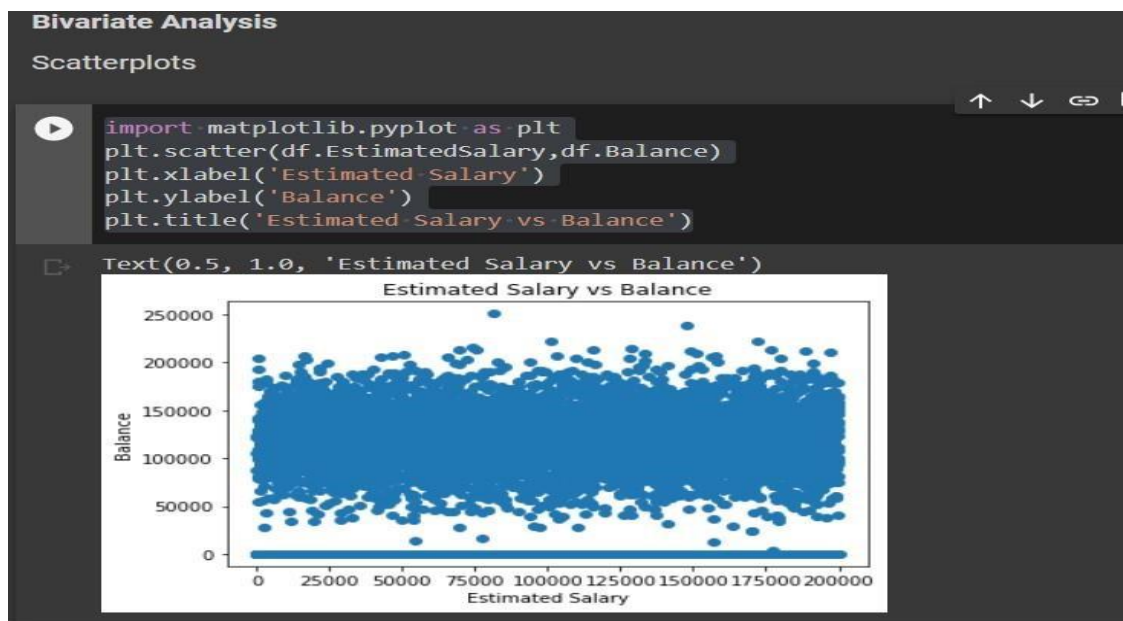 Bivariate Analysis
Scatterplots
import matplotlib.pyplot as plt
plt.scatter(df.EstimatedSalary,df.Balance)
plt.xlabel('Estimated Salary')
plt.ylabel('Balance')
plt.title('Estimated Salary vs Balance')
Text(0.5, 1.0, 'Estimated Salary vs Balance')
Estimated Salary vs Balance
250000
200000
150000
100000
50000
0
Balance
0 25000 50000 75000 100000 125000 150000 175000 200000
Estimated Salary